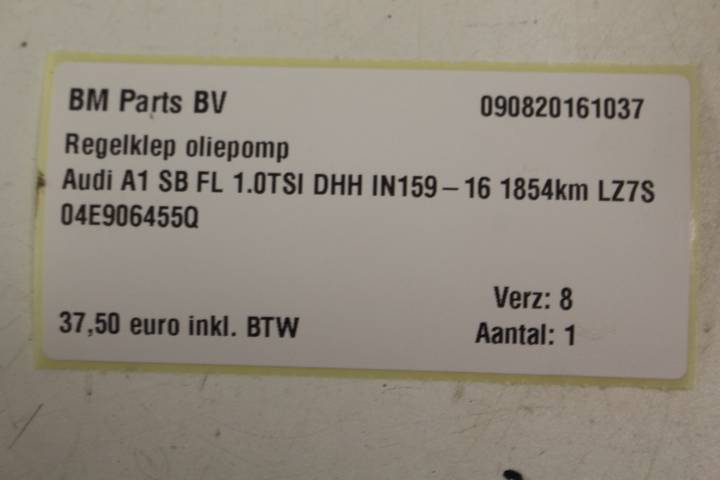 BM Parts BV 090820161037
Regelklep oliepomp
Audi A1 SB FL 1.0TSI DHH IN159-16 1854km LZ7S
04E906455Q
Verz: 8
37,50 euro inkl. BTW Aantal: 1